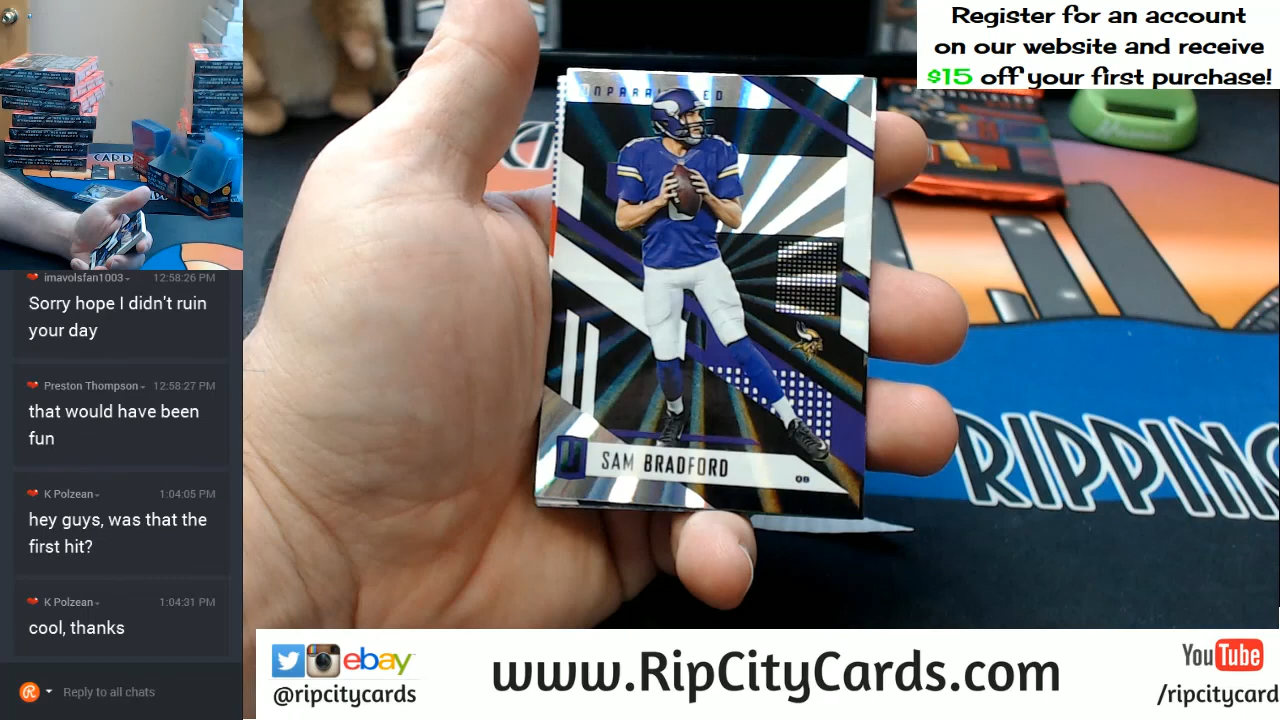 Register for an account
on our website and receive
$15 off your first purchase!
CARDS
imavolsfan1003
12:58:26 PM
Sorry hope I didn't ruin
your day
Preston Thompson
12:58:27 PM
that would have been
fun
K Polzean
1:04:05 PM
hey guys, was that the
first hit?
K Polzean
1:04:31 PM
cool, thanks
Reply to all chats
UNPARALLELED
U
SAM BRADFORD
QB
RIPPING
ebay
@ripcitycards
www.RipCityCards.com
YouTube
/ripcitycard